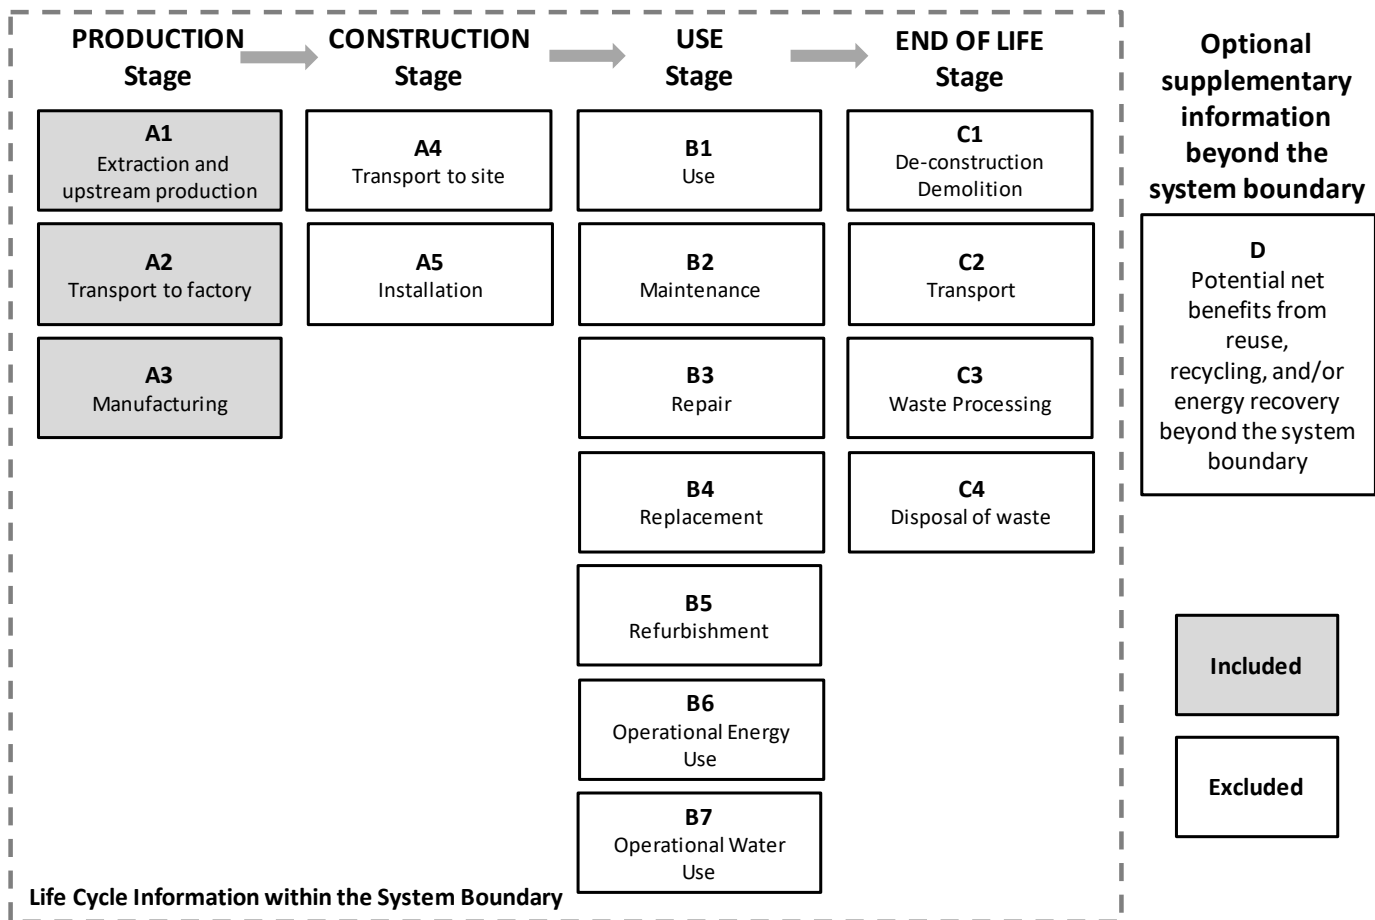 PRODUCTION
Stage
CONSTRUCTION
Stage
USE
Stage
END OF LIFE
Stage
A1
Extraction and
upstream production
A2
Transport to factory
A3
Manufacturing
A4
Transport to site
A5
Installation
B1
Use
B2
Maintenance
B3
Repair
B4
Replacement
B5
Refurbishment
B6
Operational Energy
Use
B7
Operational Water
Use
C1
De-construction
Demolition
C2
Transport
C3
Waste Processing
C4
Disposal of waste
Life Cycle Information within the System Boundary
Optional
supplementary
information
beyond the
system boundary
D
Potential net
benefits from
reuse,
recycling, and/or
energy recovery
beyond the system
boundary
Included
Excluded